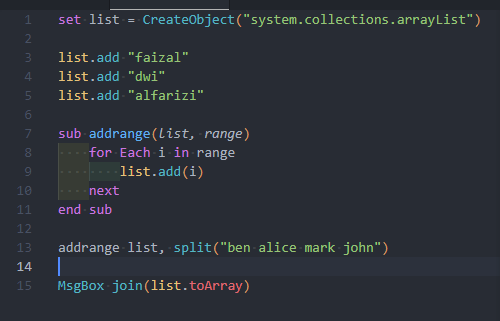 1 set list = CreateObject("system.collections.arrayList")
2
3 list.add "faizal"
4 list.add "dwi"
5 list.add "alfarizi"
6
7 sub addrange(list, range)
8     for Each i in range
9         list.add(i)
10     next
11 end sub
12
13 addrange list, split("ben alice mark john")
14
15 MsgBox join(list.toArray)